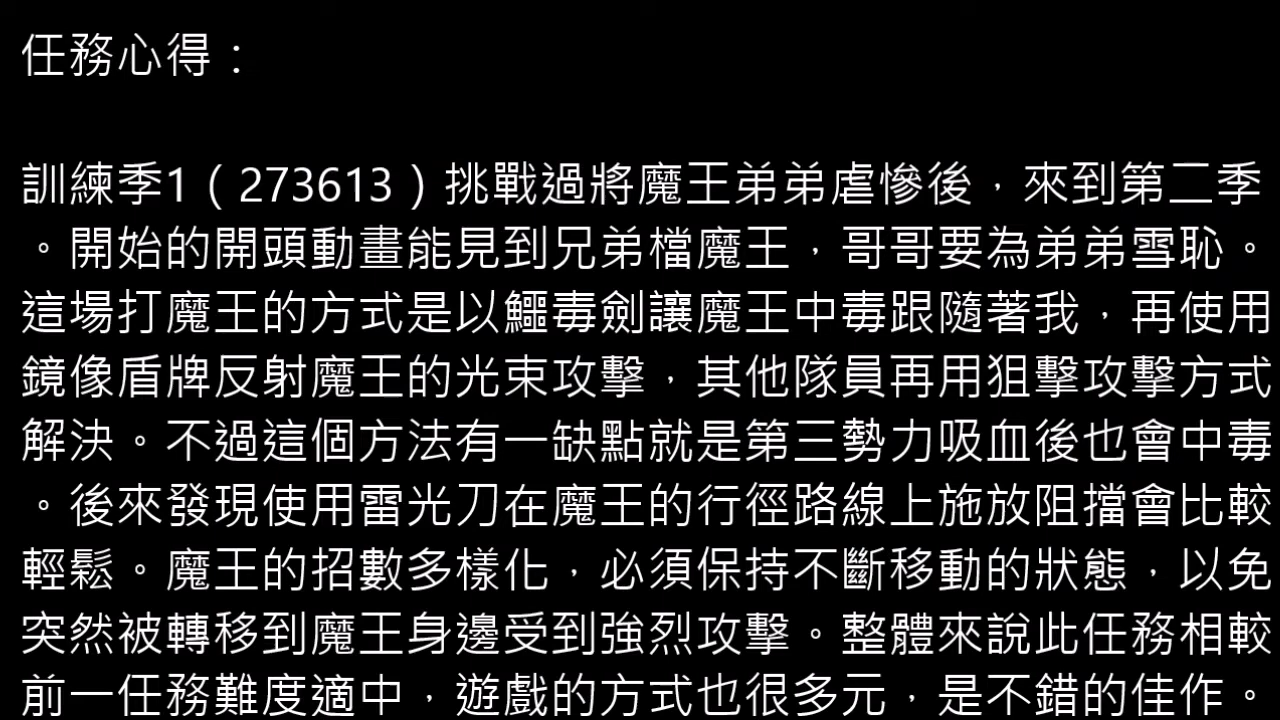 任務心得：
訓練季1（273613）挑戰過將魔王弟弟虐慘後，來到第二季
。開始的開頭動畫能見到兄弟檔魔王，哥哥要為弟弟雪恥。
這場打魔王的方式是以鱷毒劍讓魔王中毒跟隨著我，再使用
鏡像盾牌反射魔王的光束攻擊，其他隊員再用狙擊攻擊方式
解決。不過這個方法有一缺點就是第三勢力吸血後也會中毒
。後來發現使用雷光刀在魔王的行徑路線上施放阻擋會比較
輕鬆。魔王的招數多樣化，必須保持不斷移動的狀態，以免
突然被轉移到魔王身邊受到強烈攻擊。整體來說此任務相較
前一任務難度適中，遊戲的方式也很多元，是不錯的佳作。